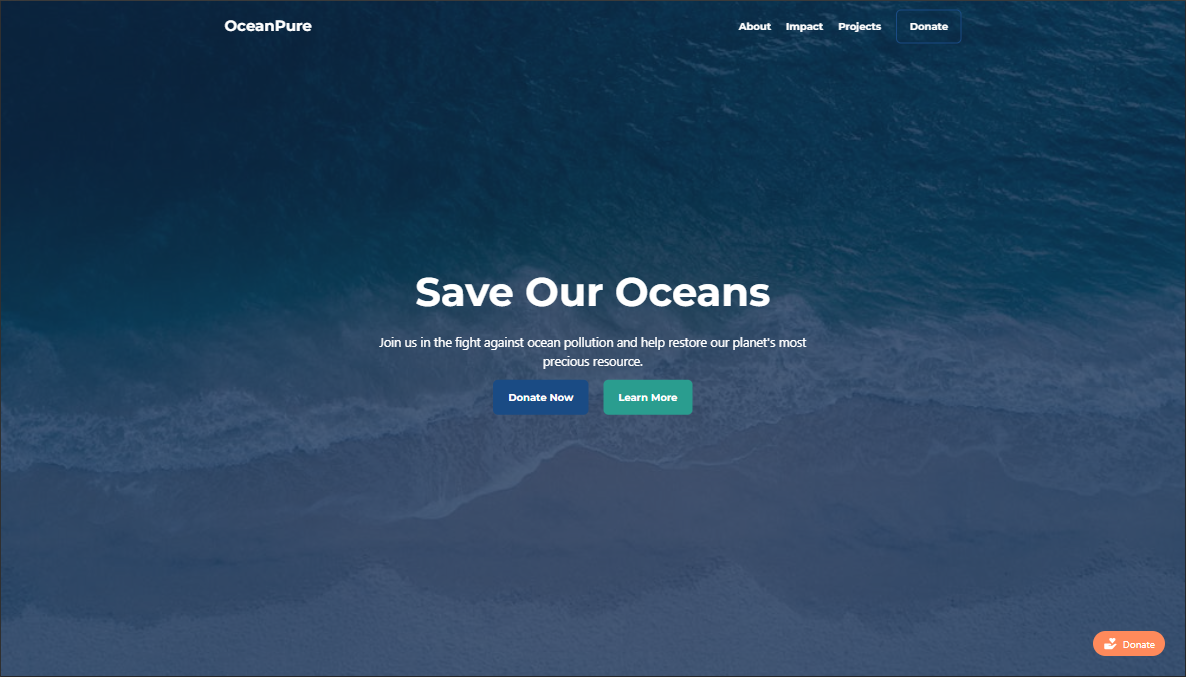 OceanPure
About Impact Projects Donate
Save Our Oceans
Join us in the fight against ocean pollution and help restore our planet's most
precious resource.
Donate Now Learn More
Donate